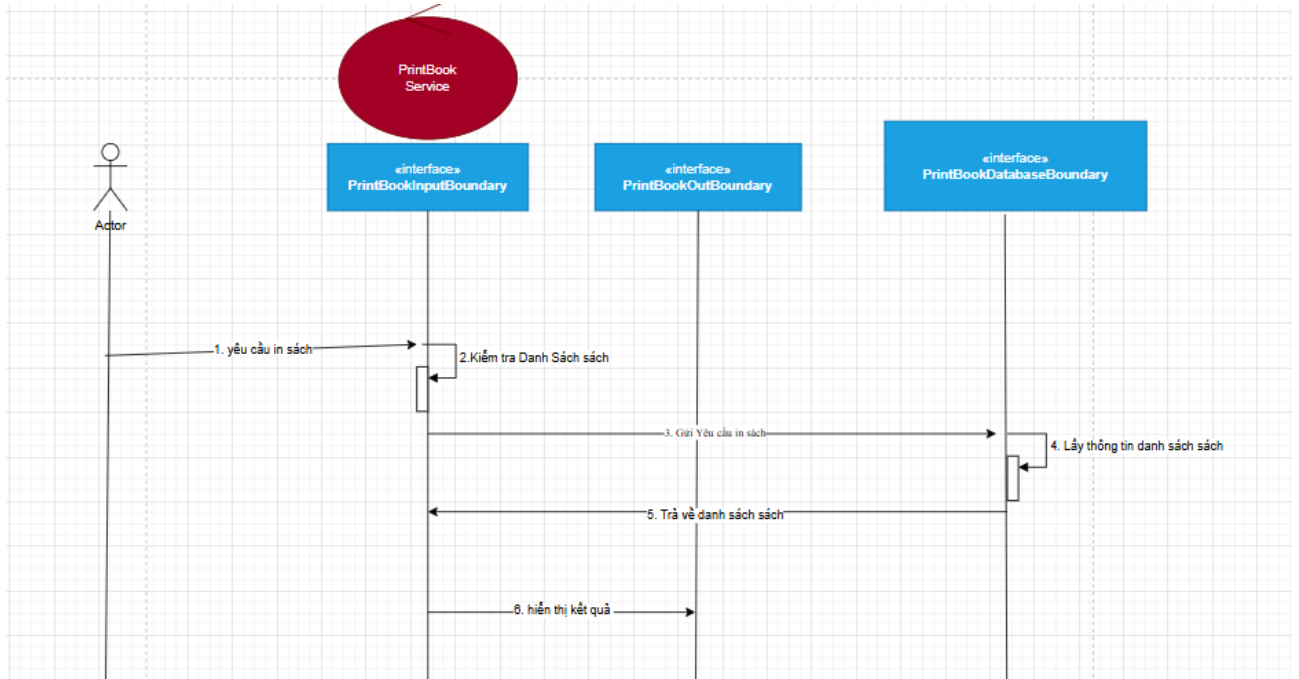 PrintBook
Service
«interface»
PrintBookInputBoundary
«interface»
PrintBookOutBoundary
«interface»
PrintBookDatabaseBoundary
Actor
1. yêu cầu in sách
2.Kiểm tra Danh Sách sách
3. Gửi Yêu cầu in sách
4. Lấy thông tin danh sách sách
5. Trả về danh sách sách
6. hiển thị kết quả